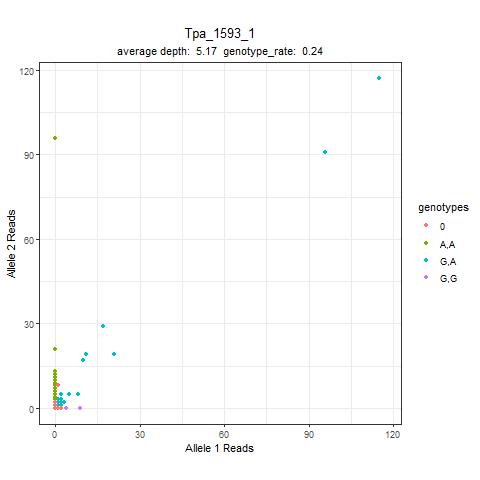 Tpa_1593_1
average depth: 5.17 genotype_rate: 0.24
120
90
60
30
0
Allele 2 Reads
0 30 60 90 120
Allele 1 Reads
genotypes
0
A,A
G,A
G,G